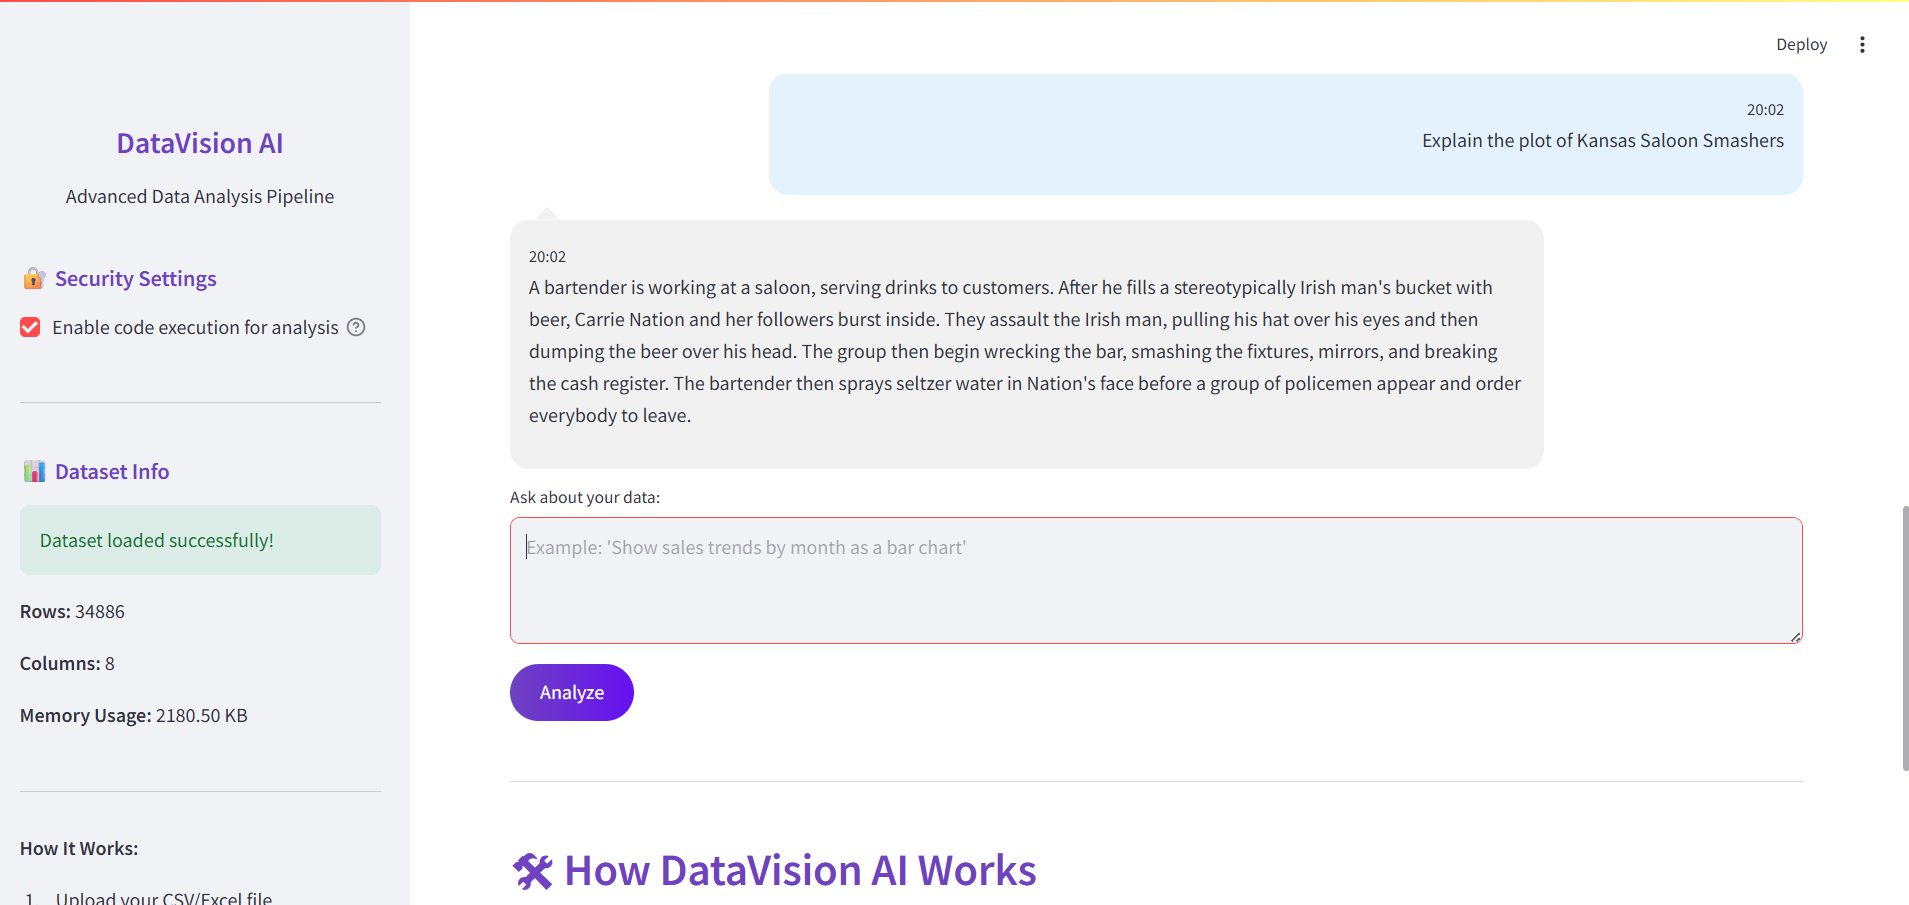 DataVision AI
Advanced Data Analysis Pipeline
Security Settings
Enable code execution for analysis
Dataset Info
Dataset loaded successfully!
Rows: 34886
Columns: 8
Memory Usage: 2180.50 KB
How It Works:
1. Upload your CSV/Excel file
Deploy
20:02
Explain the plot of Kansas Saloon Smashers
20:02
A bartender is working at a saloon, serving drinks to customers. After he fills a stereotypically Irish man's bucket with
beer, Carrie Nation and her followers burst inside. They assault the Irish man, pulling his hat over his eyes and then
dumping the beer over his head. The group then begin wrecking the bar, smashing the fixtures, mirrors, and breaking
the cash register. The bartender then sprays seltzer water in Nation's face before a group of policemen appear and order
everybody to leave.
Ask about your data:
Example: 'Show sales trends by month as a bar chart'
Analyze
How DataVision AI Works